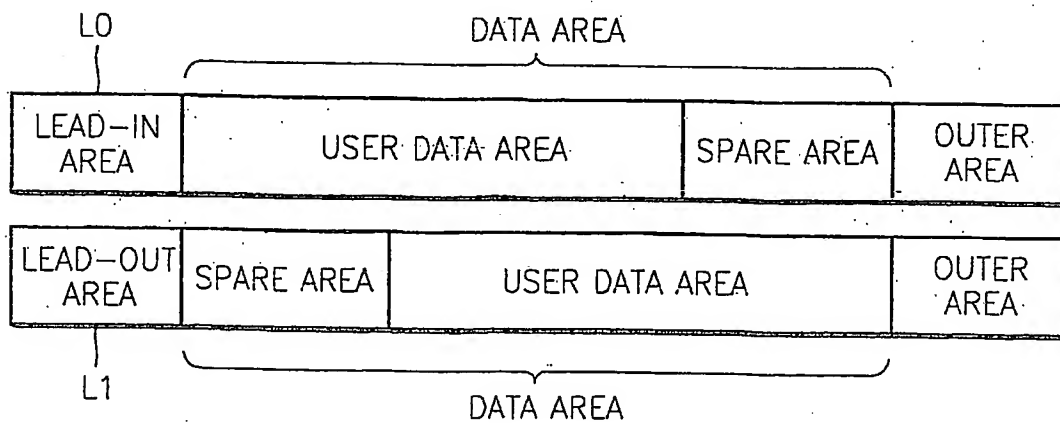 L0
DATA AREA
LEAD-IN
AREA
USER DATA AREA
SPARE AREA
OUTER
AREA
LEAD-OUT
AREA
SPARE AREA
USER DATA AREA
OUTER
AREA
L1
DATA AREA